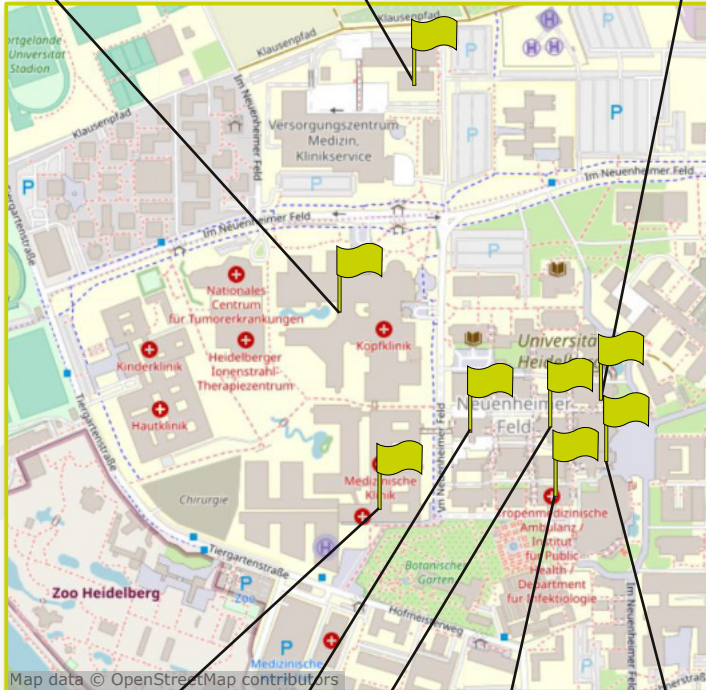 Klausenpfad
Klausenpfad
ortgelände
Universität
Stadion
Im Neuenheimer Feld
P
P
Klausenpfad
Versorgungszentrum
Medizin,
Klinikservice
P
P
P
Im Neuenheimer Feld
Tiergartenstraße
Im Neuenheimer Feld
P
Nationales
Centrum
für Tumorerkrankungen
Kopfklinik
Heidelberger
Ionenstrahl-
Therapiezentrum
Kinderklinik
Universitä
Heidelberg
Hautklinik
Neuenheimer
Feld
Im Neuenheimer Feld
Tiergartenstraße
Medizinische
Klinik
Chirurgie
Tropenmedizinische
Ambulanz /
Institut
für Public
Health /
Department
für Infektiologie
Tiergartenstraße
Botanischer
Garten
Zoo Heidelberg
P
Zoo
Hofmeisterweg
Im Neuenheimer Feld
P
Medizinische
Map data © OpenStreetMap contributors